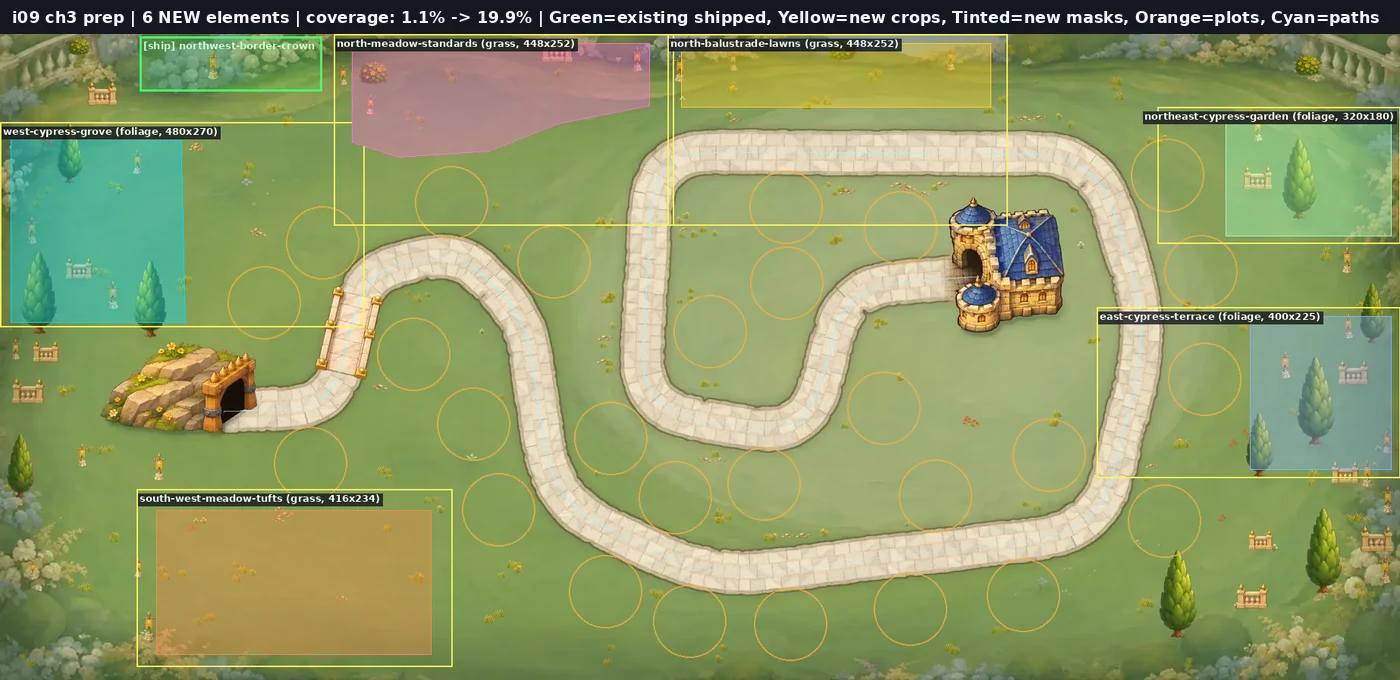 i09 ch3 prep | 6 NEW elements | coverage: 1.1% -> 19.9% | Green=existing shipped, Yellow=new crops, Tinted=new masks, Orange=plots, Cyan=paths
[ship] northwest-border-crown
north-meadow-standards (grass, 448x252)
north-balustrade-lawns (grass, 448x252)
northeast-cypress-garden (foliage, 320x180)
west-cypress-grove (foliage, 480x270)
east-cypress-terrace (foliage, 400x225)
south-west-meadow-tufts (grass, 416x234)